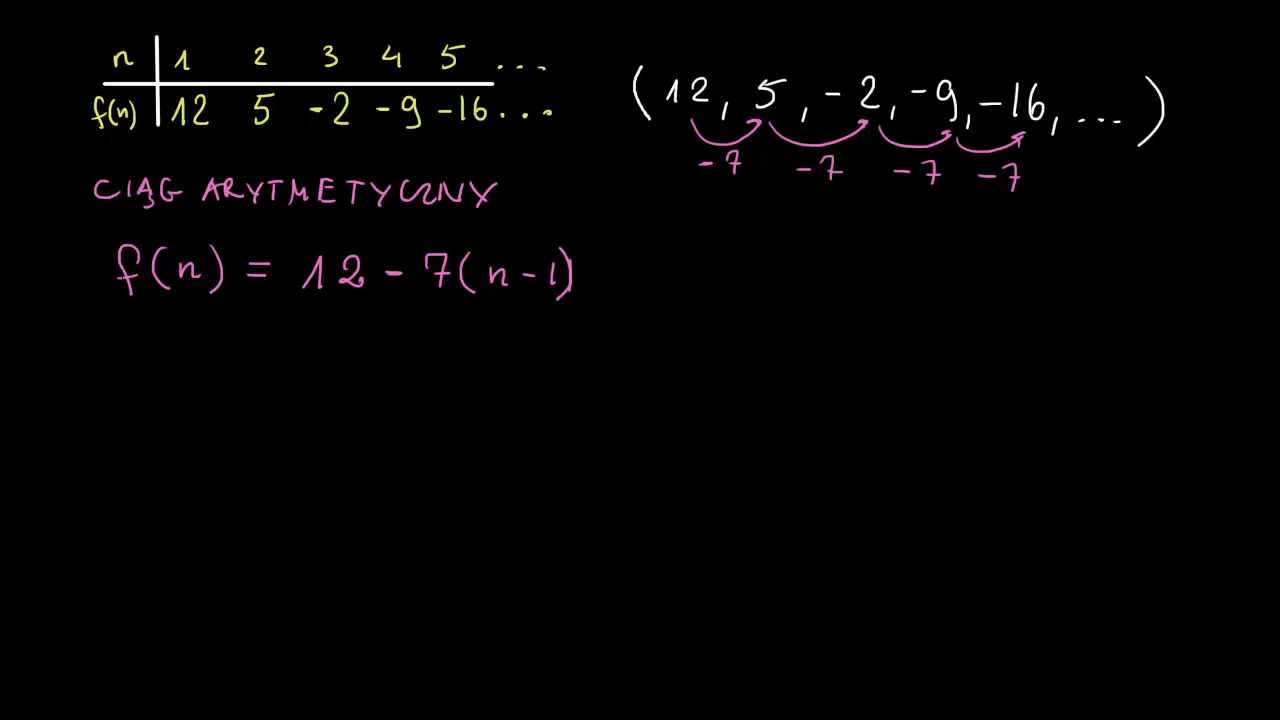 n 1 2 3 4 5 ...
f(n) 12 5 -2 -9 -16 ...
(12, 5, -2, -9, -16, ...)
-7 -7 -7 -7
CIĄG ARYTMETYCZNY
f(n) = 12 - 7(n-1)